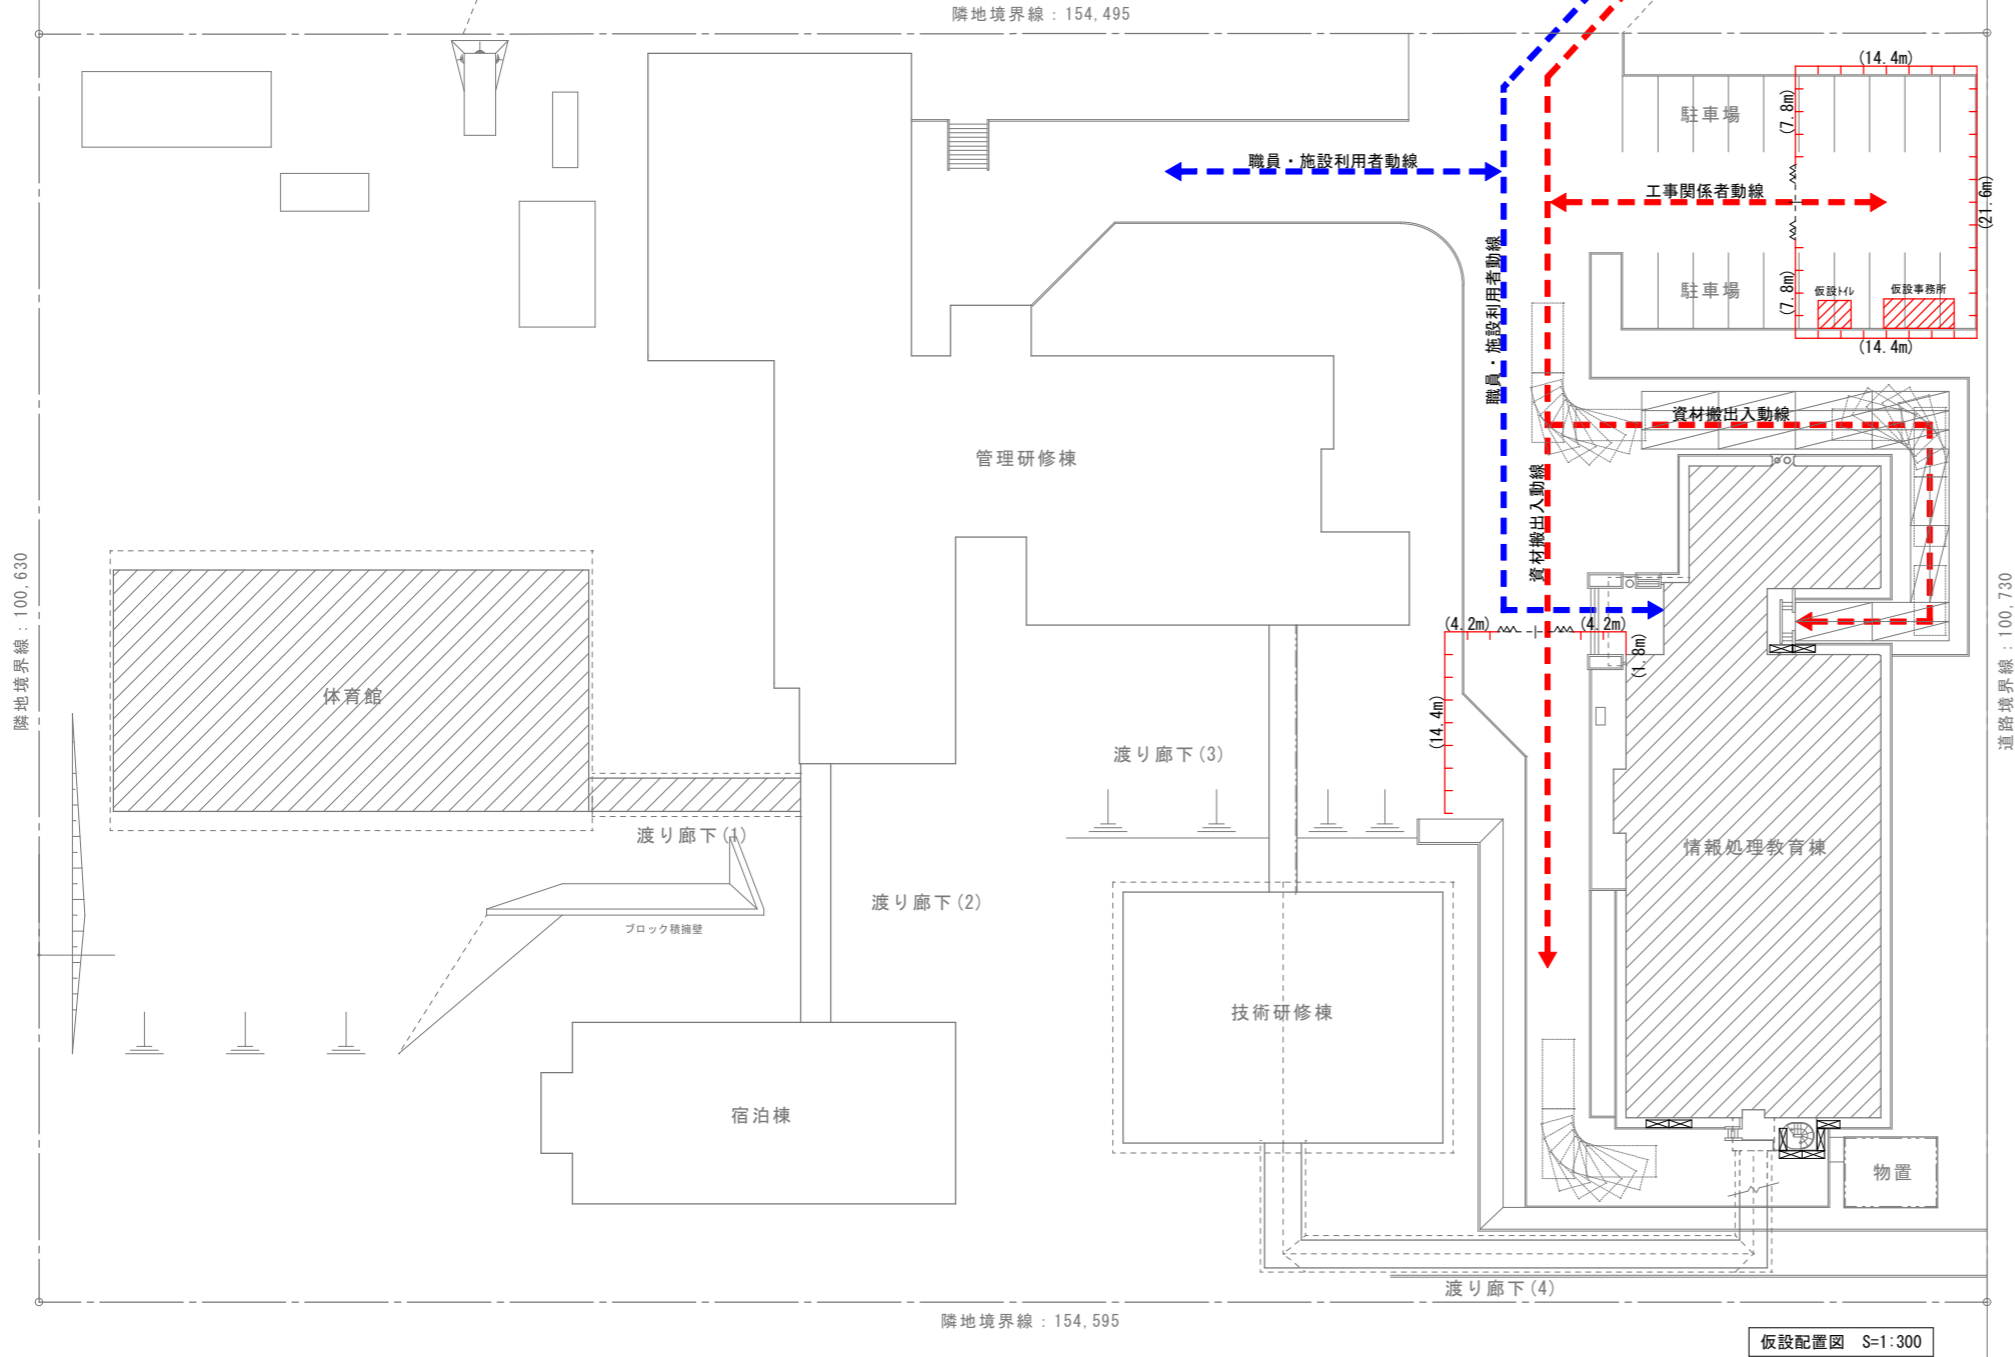 隣地境界線：154,495
(14.4m)
駐車場
(7.8m)
職員・施設利用者動線
工事関係者動線
(21.6m)
職員・施設利用者動線
駐車場
(7.8m)
仮設ﾄｲﾚ
仮設事務所
(14.4m)
資材搬出入動線
管理研修棟
資材搬出入動線
隣地境界線：100,630
道路境界線：100,730
(4.2m)
(4.2m)
(1.8m)
体育館
(14.4m)
渡り廊下(3)
渡り廊下(1)
情報処理教育棟
渡り廊下(2)
ブロック積擁壁
技術研修棟
宿泊棟
物置
渡り廊下(4)
隣地境界線：154,595
仮設配置図　S=1:300